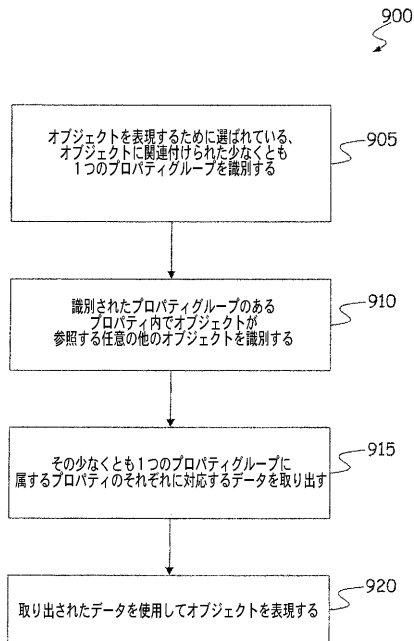 900
オブジェクトを表現するために選ばれている、
オブジェクトに関連付けられた少なくとも
1つのプロパティグループを識別する
905
識別されたプロパティグループのある
プロパティ内でオブジェクトが
参照する任意の他のオブジェクトを識別する
910
その少なくとも1つのプロパティグループに
属するプロパティのそれぞれに対応するデータを取り出す
915
取り出されたデータを使用してオブジェクトを表現する
920